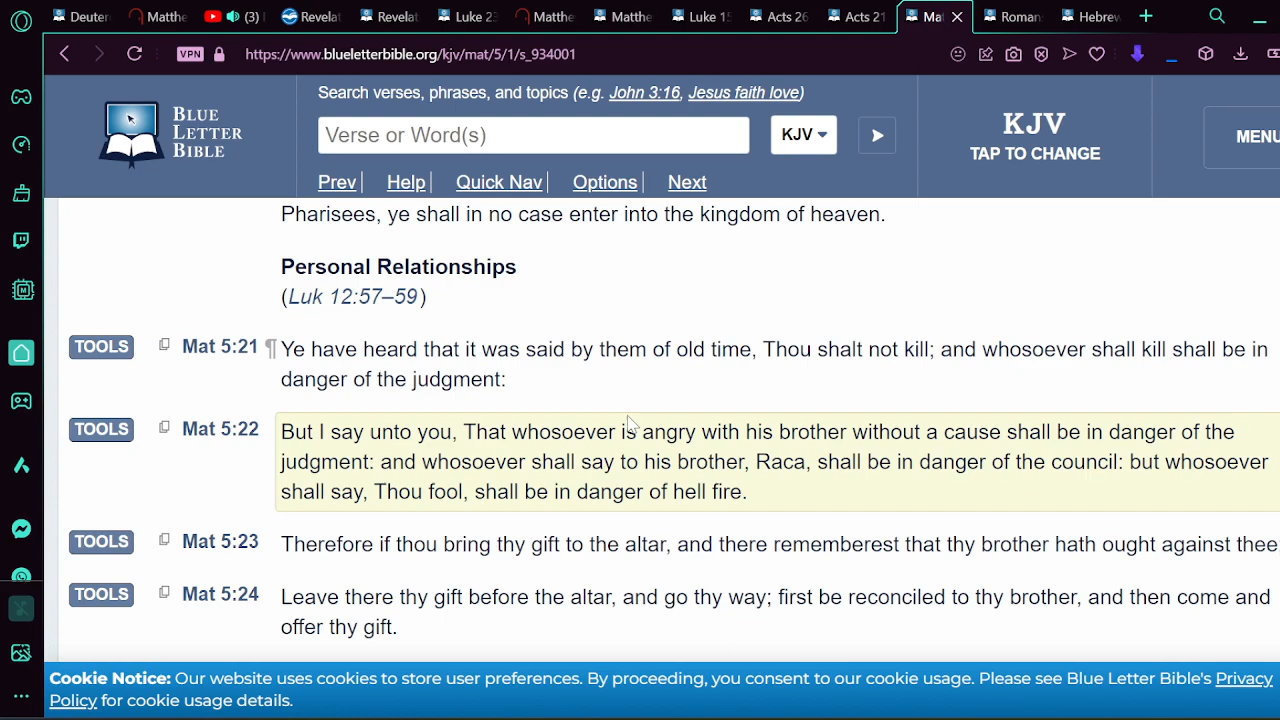 Deuter
Matthe
(3)
Revelat
Revelat
Luke 23
Matthe
Matthe
Luke 15
Acts 26
Acts 21
Mat
Romans
Hebrew
VPN
https://www.blueletterbible.org/kjv/mat/5/1/s_934001
BLUE
LETTER
BIBLE
Search verses, phrases, and topics (e.g. John 3:16, Jesus faith love)
Verse or Word(s)
KJV
Prev | Help | Quick Nav | Options | Next
KJV
TAP TO CHANGE
MENU
Pharisees, ye shall in no case enter into the kingdom of heaven.
Personal Relationships
(Luk 12:57–59)
TOOLS Mat 5:21 ¶ Ye have heard that it was said by them of old time, Thou shalt not kill; and whosoever shall kill shall be in
danger of the judgment:
TOOLS Mat 5:22 But I say unto you, That whosoever is angry with his brother without a cause shall be in danger of the
judgment: and whosoever shall say to his brother, Raca, shall be in danger of the council: but whosoever
shall say, Thou fool, shall be in danger of hell fire.
TOOLS Mat 5:23 Therefore if thou bring thy gift to the altar, and there rememberest that thy brother hath ought against thee
TOOLS Mat 5:24 Leave there thy gift before the altar, and go thy way; first be reconciled to thy brother, and then come and
offer thy gift.
Cookie Notice: Our website uses cookies to store user preferences. By proceeding, you consent to our cookie usage. Please see Blue Letter Bible's Privacy
Policy for cookie usage details.